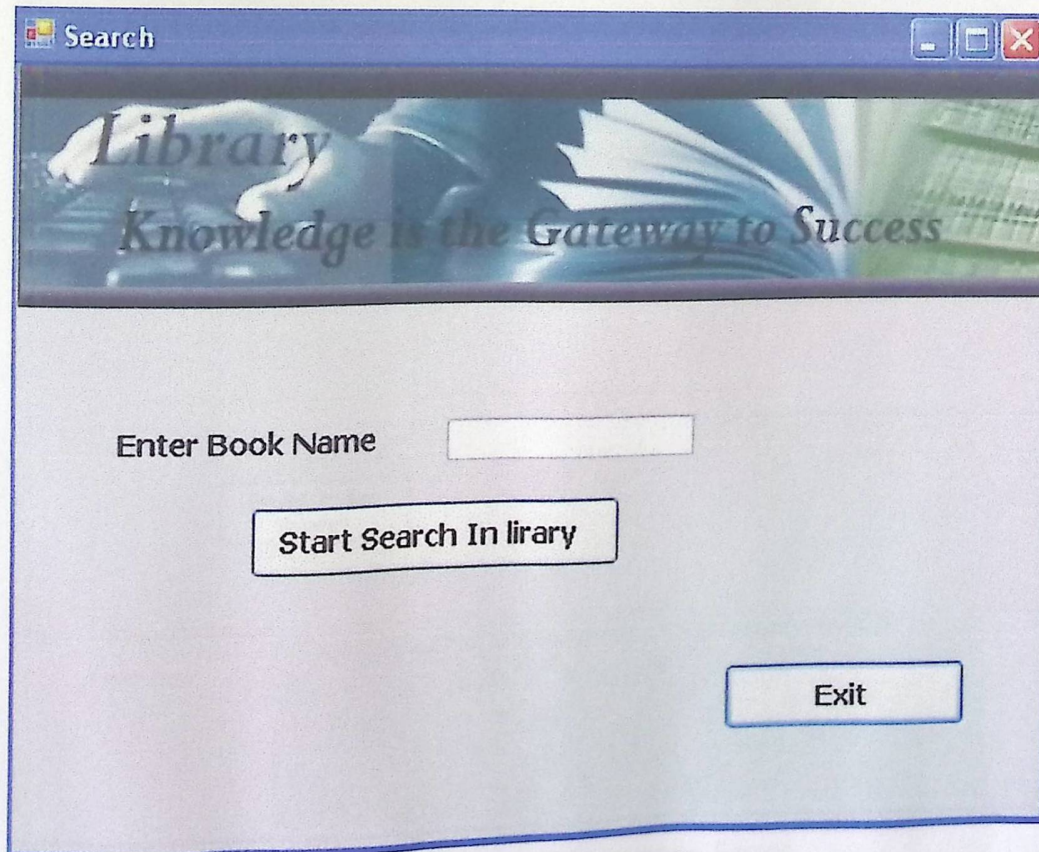 Search
Library
Knowledge is the Gateway to Success
Enter Book Name
Start Search In lirary
Exit